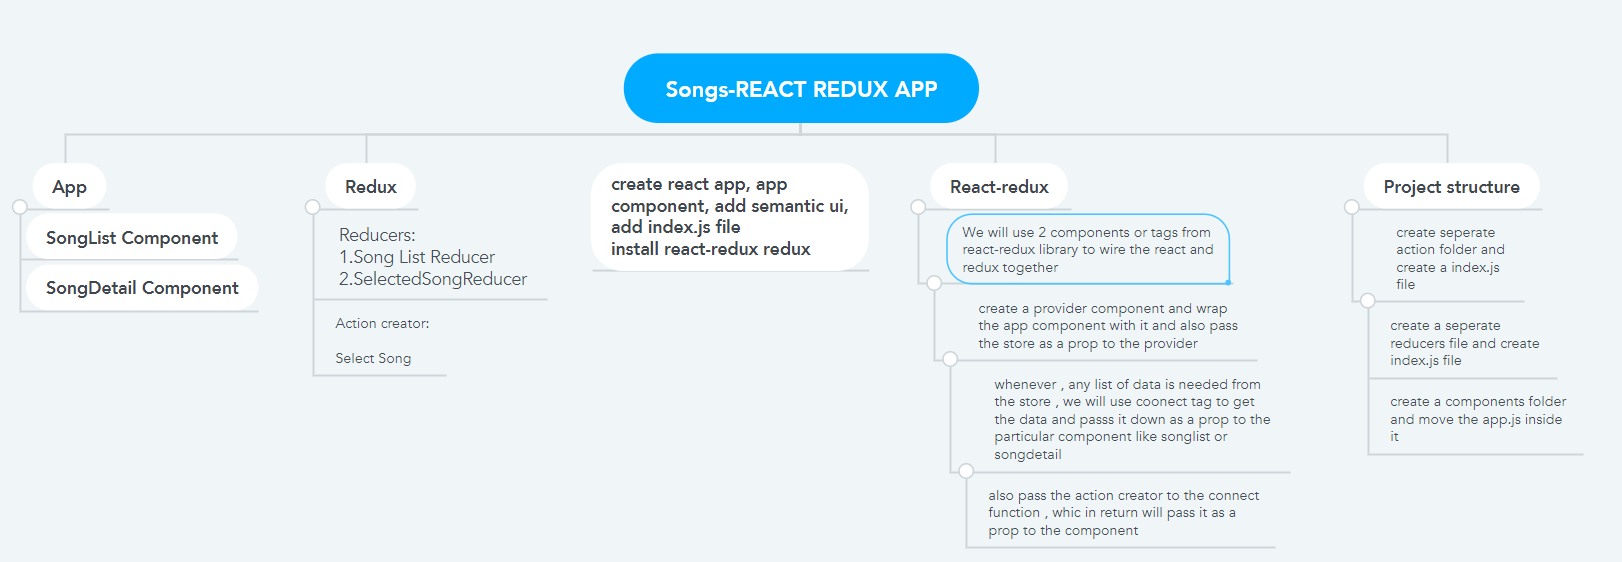 Songs-REACT REDUX APP
App
SongList Component
SongDetail Component
Redux
Reducers:
1.Song List Reducer
2.SelectedSongReducer
Action creator:
Select Song
create react app, app
component, add semantic ui,
add index.js file
install react-redux redux
React-redux
We will use 2 components or tags from
react-redux library to wire the react and
redux together
create a provider component and wrap
the app component with it and also pass
the store as a prop to the provider
whenever , any list of data is needed from
the store , we will use coonect tag to get
the data and passs it down as a prop to the
particular component like songlist or
songdetail
also pass the action creator to the connect
function , whic in return will pass it as a
prop to the component
Project structure
create seperate
action folder and
create a index.js
file
create a seperate
reducers file and create
index.js file
create a components folder
and move the app.js inside
it